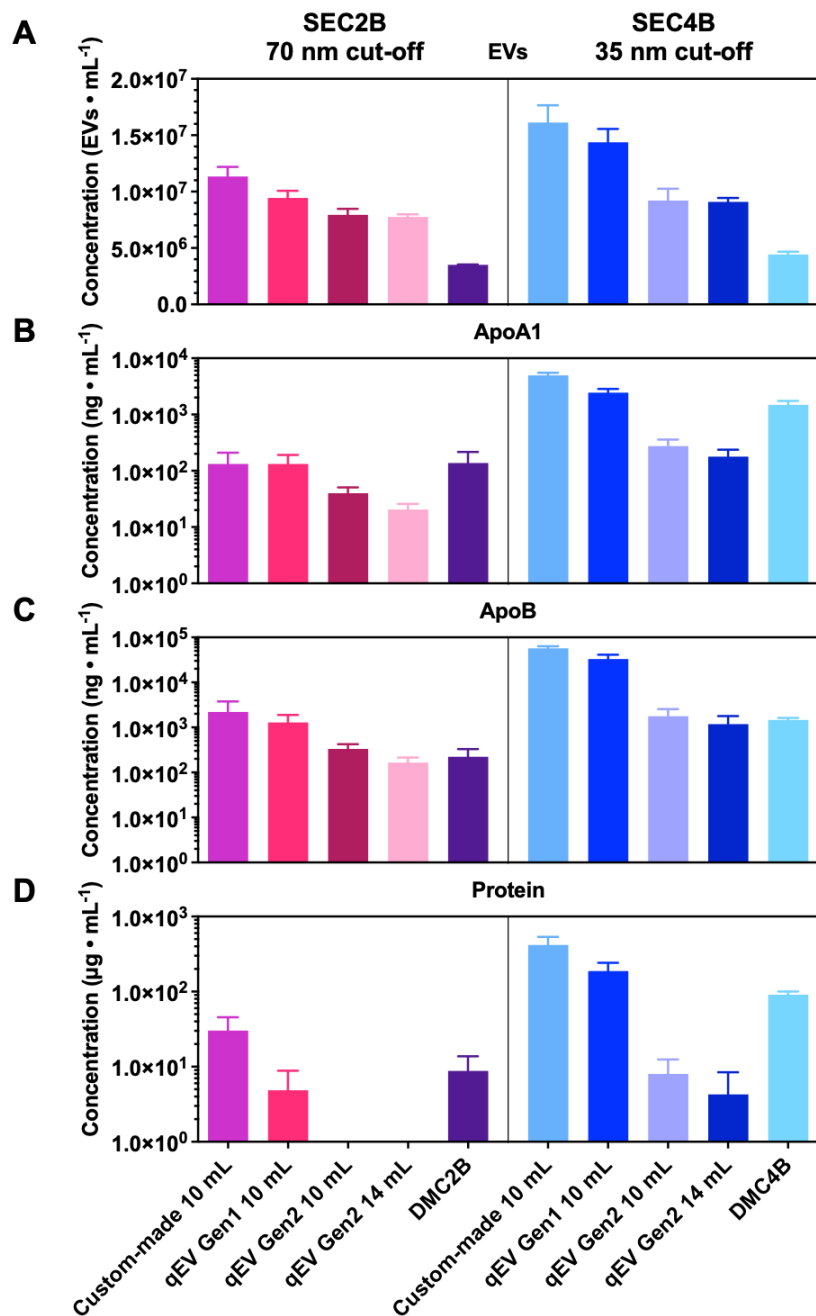 SEC2B
70 nm cut-off
EVs
SEC4B
35 nm cut-off
A
Concentration (EVs • mL⁻¹)
2.0×10⁷
1.5×10⁷
1.0×10⁷
5.0×10⁶
0.0
B
ApoA1
Concentration (ng • mL⁻¹)
1.0×10⁴
1.0×10³
1.0×10²
1.0×10¹
1.0×10⁰
C
ApoB
Concentration (ng • mL⁻¹)
1.0×10⁵
1.0×10⁴
1.0×10³
1.0×10²
1.0×10¹
1.0×10⁰
D
Protein
Concentration (µg • mL⁻¹)
1.0×10³
1.0×10²
1.0×10¹
1.0×10⁰
Custom-made 10 mL
qEV Gen1 10 mL
qEV Gen2 10 mL
qEV Gen2 14 mL
DMC2B
Custom-made 10 mL
qEV Gen1 10 mL
qEV Gen2 10 mL
qEV Gen2 14 mL
DMC4B